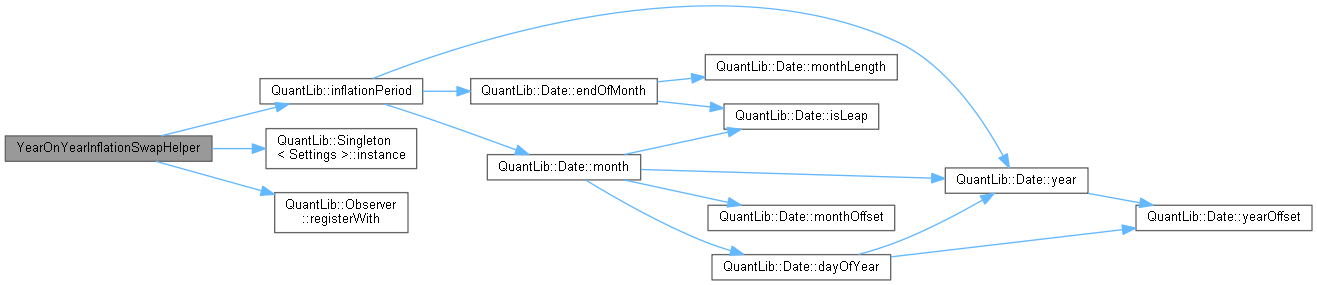 YearOnYearInflationSwapHelper
QuantLib::inflationPeriod
QuantLib::Singleton
< Settings >::instance
QuantLib::Observer
::registerWith
QuantLib::Date::endOfMonth
QuantLib::Date::month
QuantLib::Date::monthLength
QuantLib::Date::isLeap
QuantLib::Date::monthOffset
QuantLib::Date::dayOfYear
QuantLib::Date::year
QuantLib::Date::yearOffset